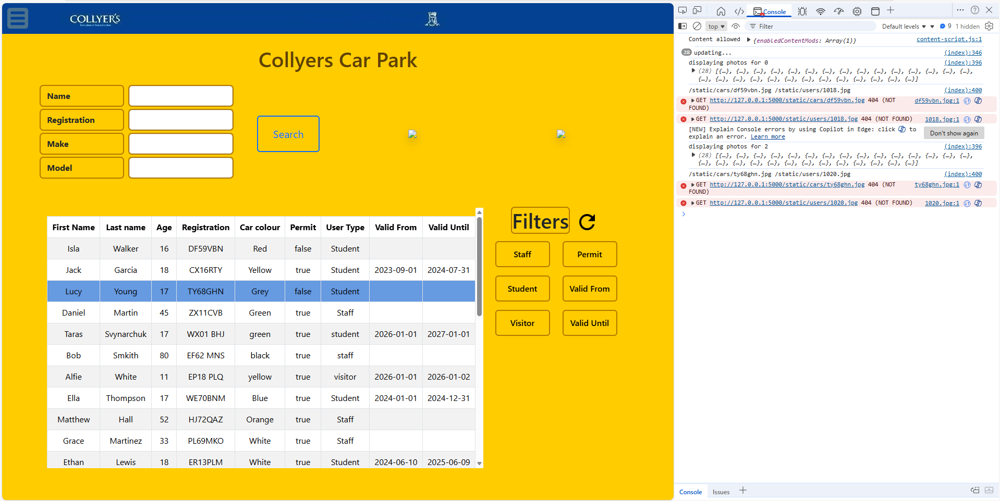 COLLYER'S
Collyers Car Park
Name
Registration
Make
Model
Search
First Name Last name Age Registration Car colour Permit User Type Valid From Valid Until
Isla Walker 16 DF59VBN Red false Student
Jack Garcia 18 CX16RTY Yellow true Student 2023-09-01 2024-07-31
Lucy Young 17 TY68GHN Grey false Student
Daniel Martin 45 ZX11CVB Green true Staff
Taras Svynarchuk 17 WX01 BHJ green true student 2026-01-01 2027-01-01
Bob Smkith 80 EF62 MNS black true staff
Alfie White 11 EP18 PLQ yellow true visitor 2026-01-01 2026-01-02
Ella Thompson 17 WE70BNM Blue true Student 2024-01-01 2024-12-31
Matthew Hall 52 HJ72QAZ Orange true Staff
Grace Martinez 33 PL69MKO White true Staff
Ethan Lewis 18 ER13PLM White true Student 2024-06-10 2025-06-09
Filters
Staff Permit
Student Valid From
Visitor Valid Until
Console
top Filter Default levels 9 1 hidden
Content allowed {enabledContentMods: Array(1)} content-script.js:1
28 updating... (index):346
displaying photos for 0 (index):396
(28) [{…}, {…}, {…}, {…}, {…}, {…}, {…}, {…}, {…}, {…}, {…}, {…}, {…}, {…}, {…},
{…}, {…}, {…}, {…}, {…}, {…}, {…}, {…}, {…}, {…}, {…}, {…}, {…}]
/static/cars/df59vbn.jpg /static/users/1018.jpg (index):400
GET http://127.0.0.1:5000/static/cars/df59vbn.jpg 404 (NOT df59vbn.jpg:1
FOUND)
GET http://127.0.0.1:5000/static/users/1018.jpg 404 (NOT FOUND) 1018.jpg:1
[NEW] Explain Console errors by using Copilot in Edge: click to
explain an error. Learn more
Don't show again
displaying photos for 2 (index):396
(28) [{…}, {…}, {…}, {…}, {…}, {…}, {…}, {…}, {…}, {…}, {…}, {…}, {…}, {…}, {…},
{…}, {…}, {…}, {…}, {…}, {…}, {…}, {…}, {…}, {…}, {…}, {…}, {…}]
/static/cars/ty68ghn.jpg /static/users/1020.jpg (index):400
GET http://127.0.0.1:5000/static/cars/ty68ghn.jpg 404 (NOT ty68ghn.jpg:1
FOUND)
GET http://127.0.0.1:5000/static/users/1020.jpg 404 (NOT FOUND) 1020.jpg:1
Console Issues